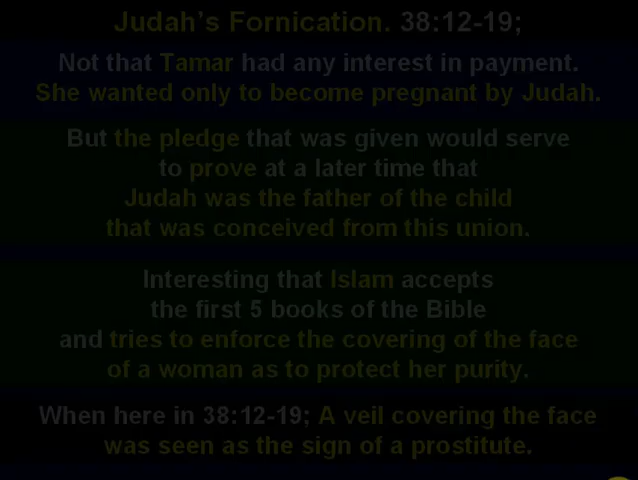 Judah's Fornication. 38:12-19;
Not that Tamar had any interest in payment.
She wanted only to become pregnant by Judah.
But the pledge that was given would serve
to prove at a later time that
Judah was the father of the child
that was conceived from this union.
Interesting that Islam accepts
the first 5 books of the Bible
and tries to enforce the covering of the face
of a woman as to protect her purity.
When here in 38:12-19; A veil covering the face
was seen as the sign of a prostitute.